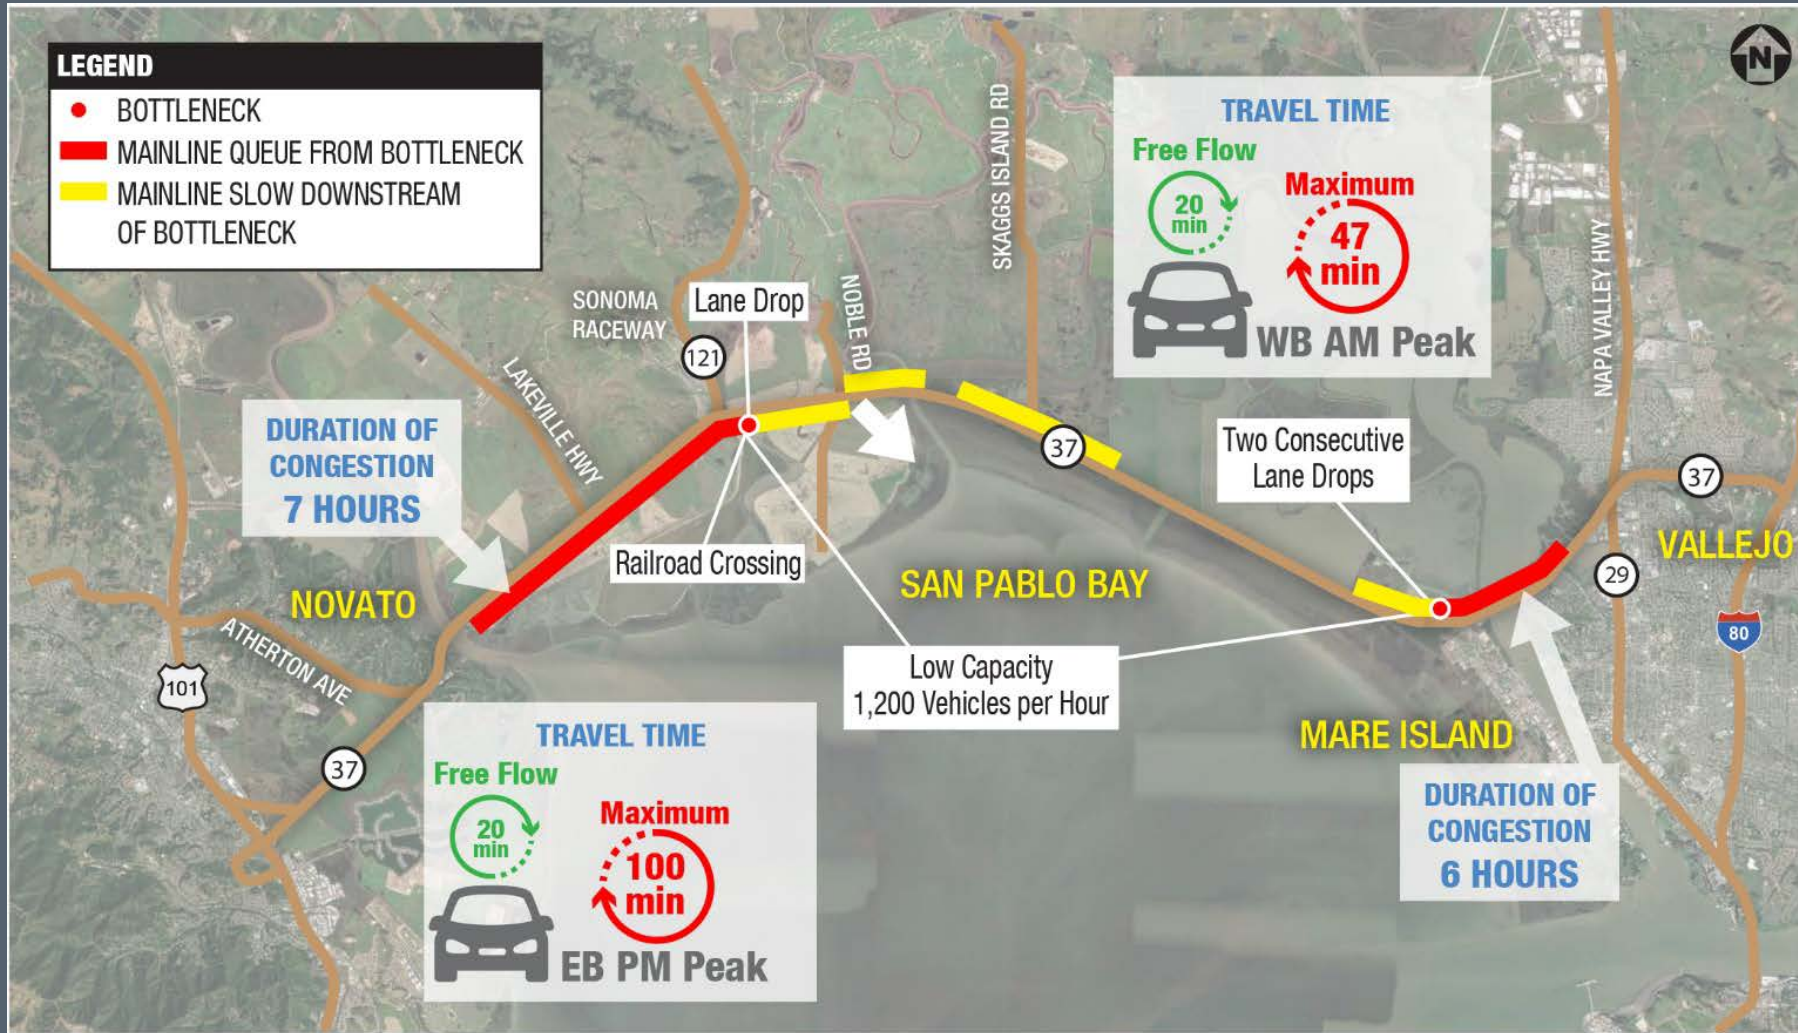 LEGEND
BOTTLENECK
MAINLINE QUEUE FROM BOTTLENECK
MAINLINE SLOW DOWNSTREAM
OF BOTTLENECK
N
TRAVEL TIME
Free Flow
20
min
Maximum
47
min
WB AM Peak
SKAGGS ISLAND RD
NAPA VALLEY HWY
SONOMA
RACEWAY
Lane Drop
NOBLE RD
121
LAKEVILLE HWY
DURATION OF
CONGESTION
7 HOURS
37
Two Consecutive
Lane Drops
37
Railroad Crossing
NOVATO
SAN PABLO BAY
VALLEJO
29
80
ATHERTON AVE
101
Low Capacity
1,200 Vehicles per Hour
MARE ISLAND
37
TRAVEL TIME
Free Flow
20
min
Maximum
100
min
EB PM Peak
DURATION OF
CONGESTION
6 HOURS